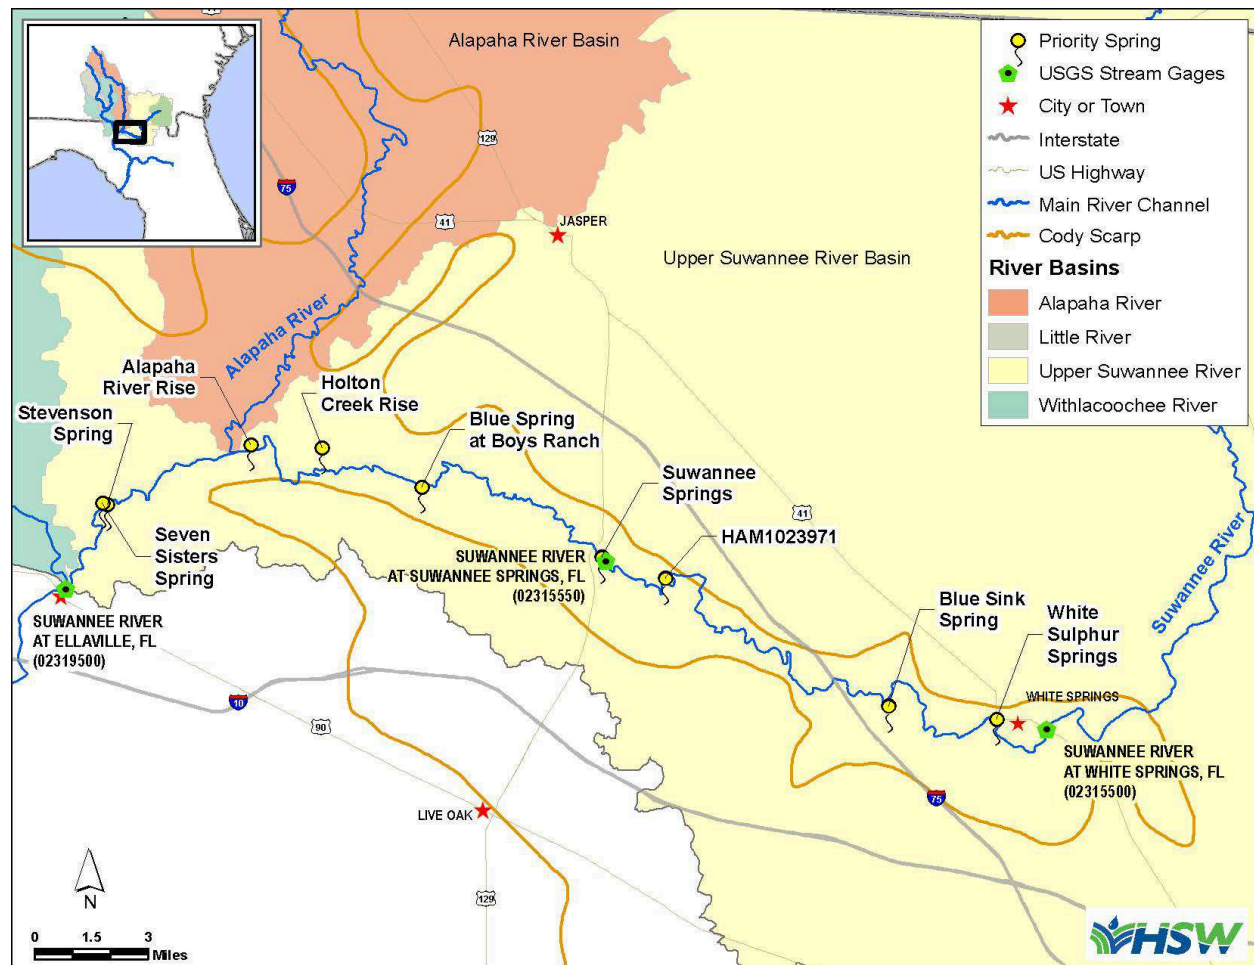 Alapaha River Basin
129
75
41
JASPER
Upper Suwannee River Basin
Priority Spring
USGS Stream Gages
City or Town
Interstate
US Highway
Main River Channel
Cody Scarp
River Basins
Alapaha River
Little River
Upper Suwannee River
Withlacoochee River
Alapaha River
Alapaha
River Rise
Holton
Creek Rise
Stevenson
Spring
Blue Spring
at Boys Ranch
Suwannee
Springs
Seven
Sisters
Spring
SUWANNEE RIVER
AT SUWANNEE SPRINGS, FL
(02315550)
HAM1023971
41
Suwannee River
SUWANNEE RIVER
AT ELLAVILLE, FL
(02319500)
Blue Sink
Spring
White
Sulphur
Springs
WHITE SPRINGS
SUWANNEE RIVER
AT WHITE SPRINGS, FL
(02315500)
10
90
75
LIVE OAK
129
N
0 1.5 3
Miles
HSW